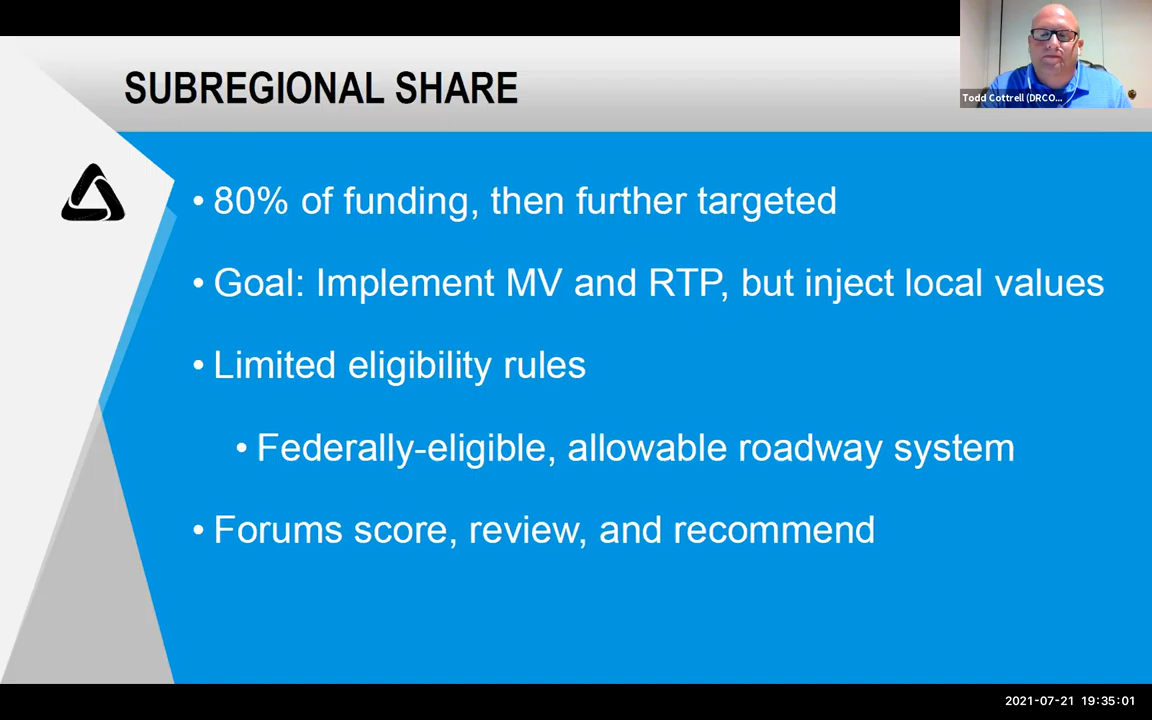 SUBREGIONAL SHARE
Todd Cottrell (DRCO...
• 80% of funding, then further targeted
• Goal: Implement MV and RTP, but inject local values
• Limited eligibility rules
• Federally-eligible, allowable roadway system
• Forums score, review, and recommend
2021-07-21 19:35:01